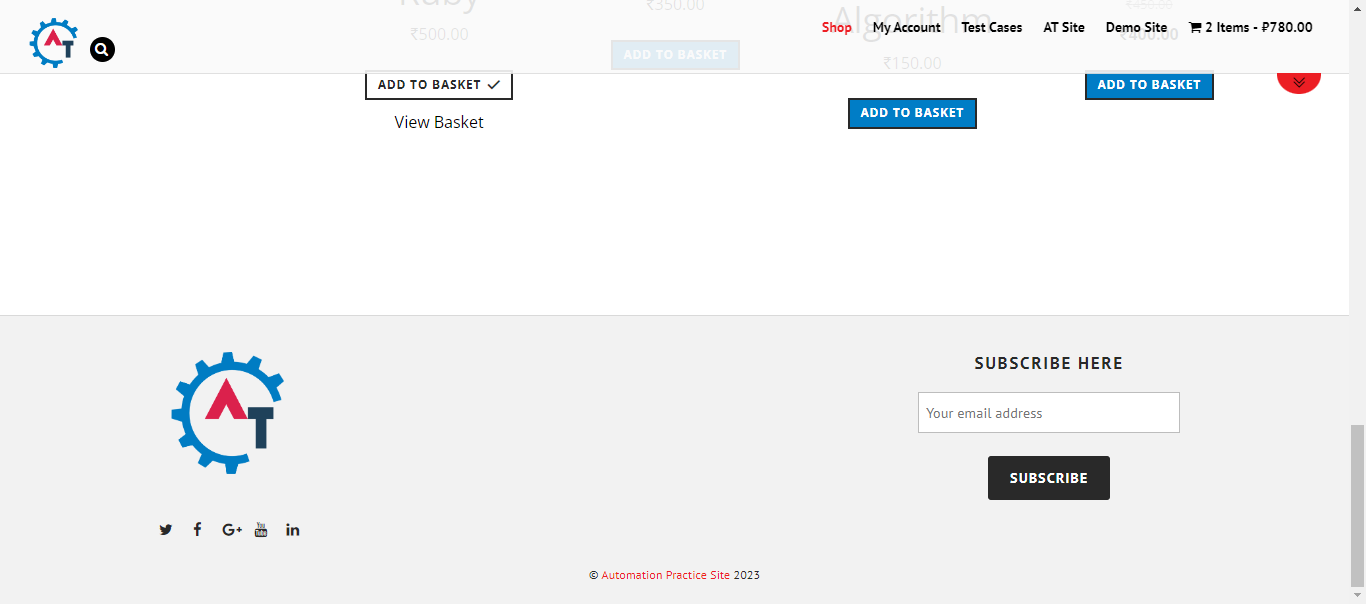 Ruby
₹350.00
₹450.00
Algorithm
Shop
My Account
Test Cases
AT Site
Demo Site
2 Items - ₽780.00
₹500.00
₹400.00
ADD TO BASKET
₹150.00
ADD TO BASKET ✓
ADD TO BASKET
View Basket
ADD TO BASKET
AT
SUBSCRIBE HERE
Your email address
SUBSCRIBE
© Automation Practice Site 2023